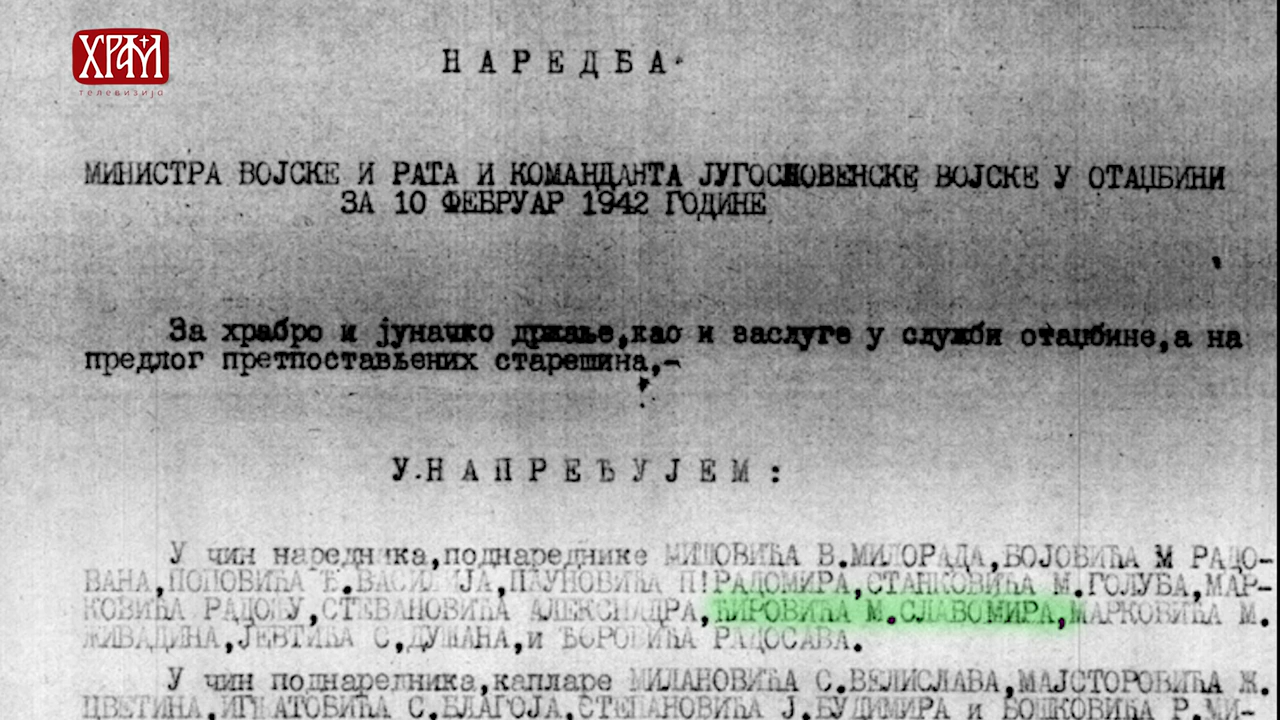 ХРАМ
телевизија
НАРЕДБА
МИНИСТРА ВОЈСКЕ И РАТА И КОМАНДАНТА ЈУГОСЛОВЕНСКЕ ВОЈСКЕ У ОТАЏБИНИ
ЗА 10 ФЕБРУАР 1942 ГОДИНЕ
За храбро и јуначко држање,као и заслуге у служби отаџбине,а на
предлог претпостављених старешина,-
УНАПРЕЂУЈЕМ:
У чин наредника,поднареднике МИШОВИЋА В.МИЛОРАДА,БОЈОВИЋА М РАДО-
ВАНА,ПОПОВИЋА Ђ.ВАСИЛИЈА,ПАУНОВИЋА П!РАДОМИРА,СТАНКОВИЋА М.ГОЛУБА,МАР-
КОВИЋА РАДОЈУ,СТЕВАНОВИЋА АЛЕКСАНДРА,ЋИРОВИЋА М.СЛАВОМИРА,МАРКОВИЋА М.
ЖИВАДИНА,ЈЕВТИЋА С,ДУШАНА,и ЂОРОВИЋА РАДОСАВА.
У чин поднаредника,капларе МИЛАНОВИЋА С.ВЕЛИСЛАВА,МАЈСТОРОВИЋА Ж.
ЦВЕТИНА,ИГЊАТОВИЋА С.БЛАГОЈА,СТЕПАНОВИЋА Ј.БУДИМИРА и БОШКОВИЋА Р.МИ-